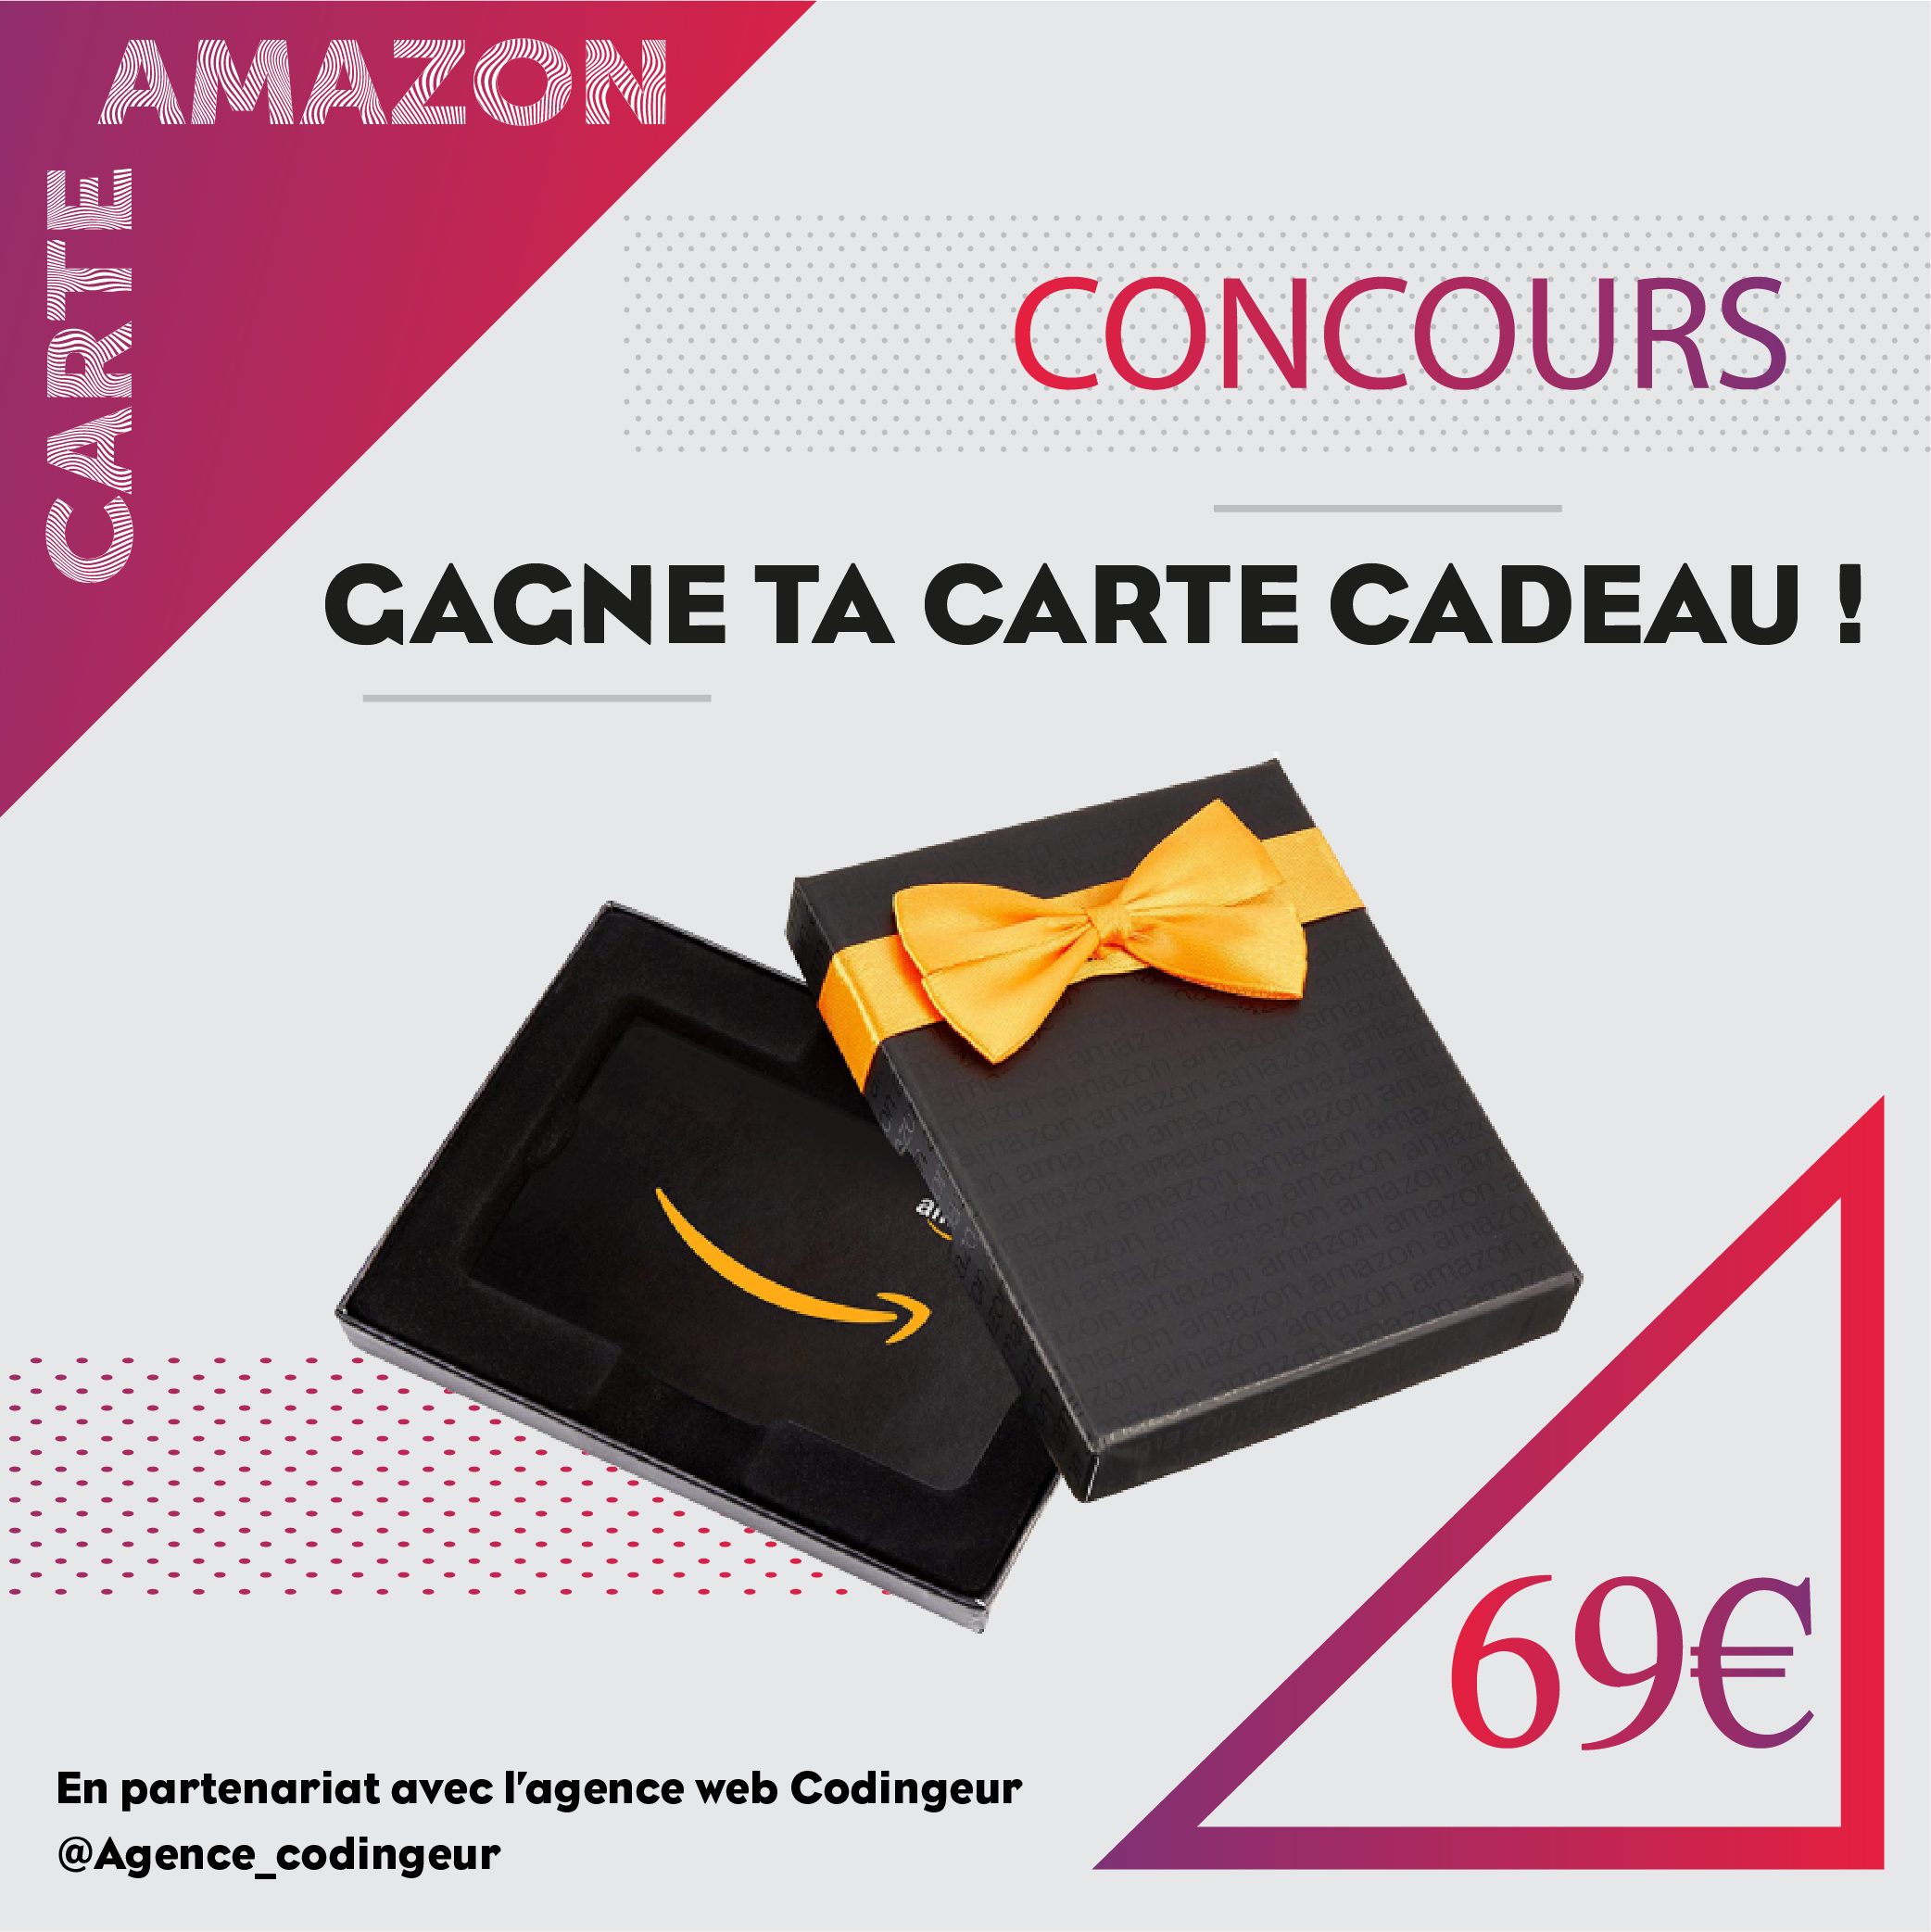 AMAZON
CARTE
CONCOURS
GAGNE TA CARTE CADEAU !
69€
En partenariat avec l'agence web Codingeur
@Agence_codingeur